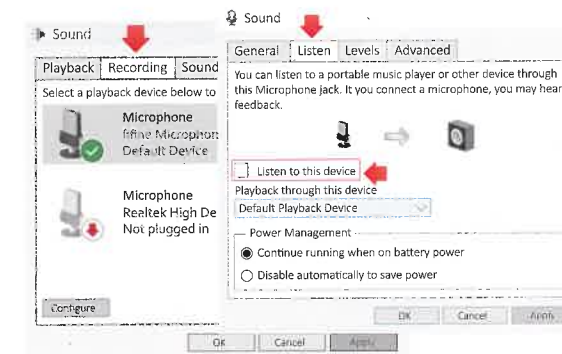 Sound
Playback Recording Sound
Select a playback device below to
Microphone
fifine Microphon
Default Device
Microphone
Realtek High De
Not plugged in
Configure
OK Cancel Apply
Sound
General Listen Levels Advanced
You can listen to a portable music player or other device through
this Microphone jack. It you connect a microphone, you may hear
feedback.
Listen to this device
Playback through this device
Default Playback Device
Power Management
Continue running when on battery power
Disable automatically to save power
OK Cancel Apply